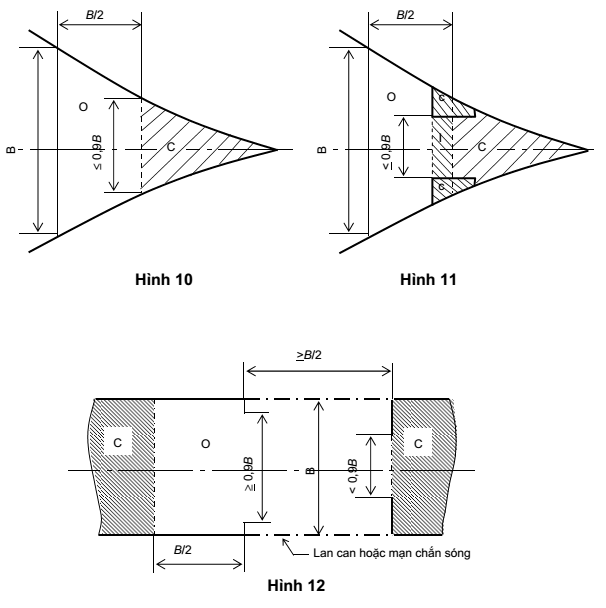 B/2
O
B
≤ 0,9B
C
Hình 10
B/2
O
B
< 0,9B
c
I
C
c
Hình 11
≥B/2
C
O
≥ 0,9B
B
< 0,9B
C
B/2
Lan can hoặc mạn chắn sóng
Hình 12